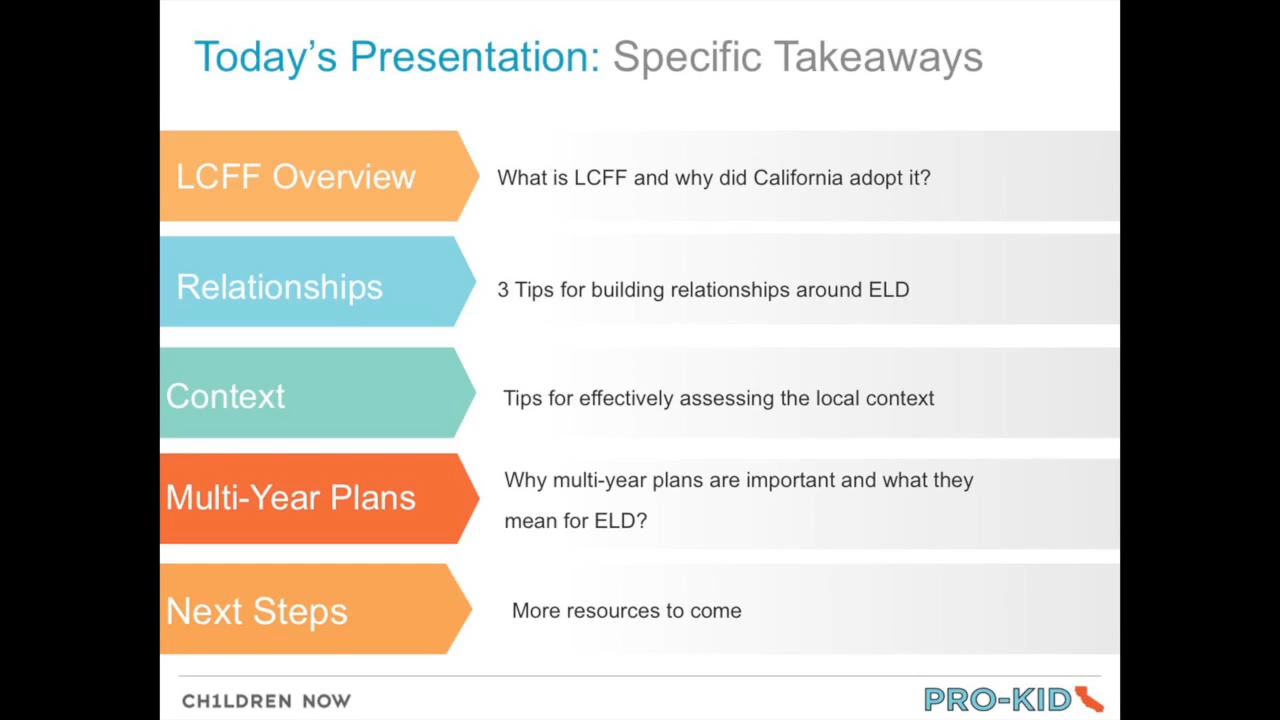 Today’s Presentation: Specific Takeaways
LCFF Overview
What is LCFF and why did California adopt it?
Relationships
3 Tips for building relationships around ELD
Context
Tips for effectively assessing the local context
Multi-Year Plans
Why multi-year plans are important and what they
mean for ELD?
Next Steps
More resources to come
CH1LDREN NOW
PRO-KID